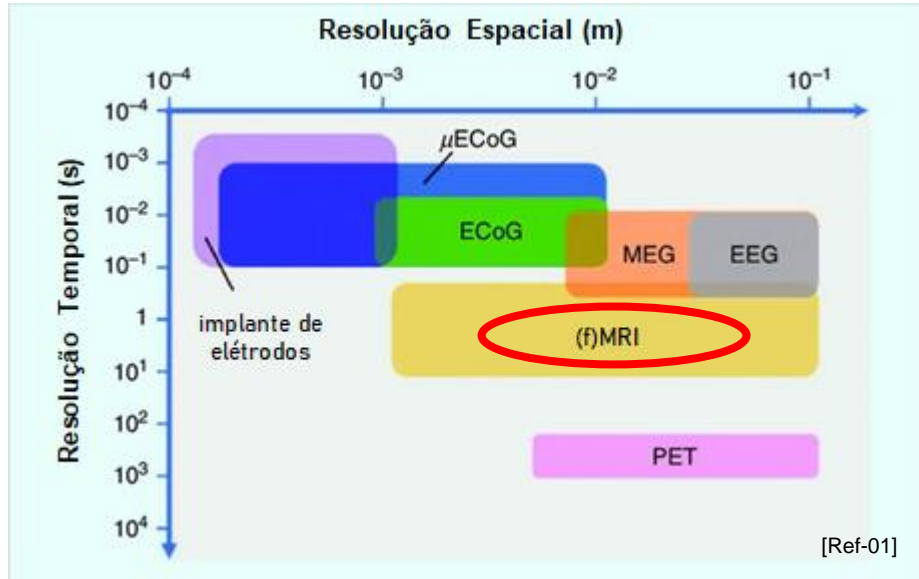 Resolução Espacial (m)
10⁻⁴ 10⁻³ 10⁻² 10⁻¹
Resolução Temporal (s)
10⁻⁴
10⁻³
10⁻²
10⁻¹
1
10¹
10²
10³
10⁴
μECoG
ECoG
MEG EEG
implante de
elétrodos
(f)MRI
PET
[Ref-01]